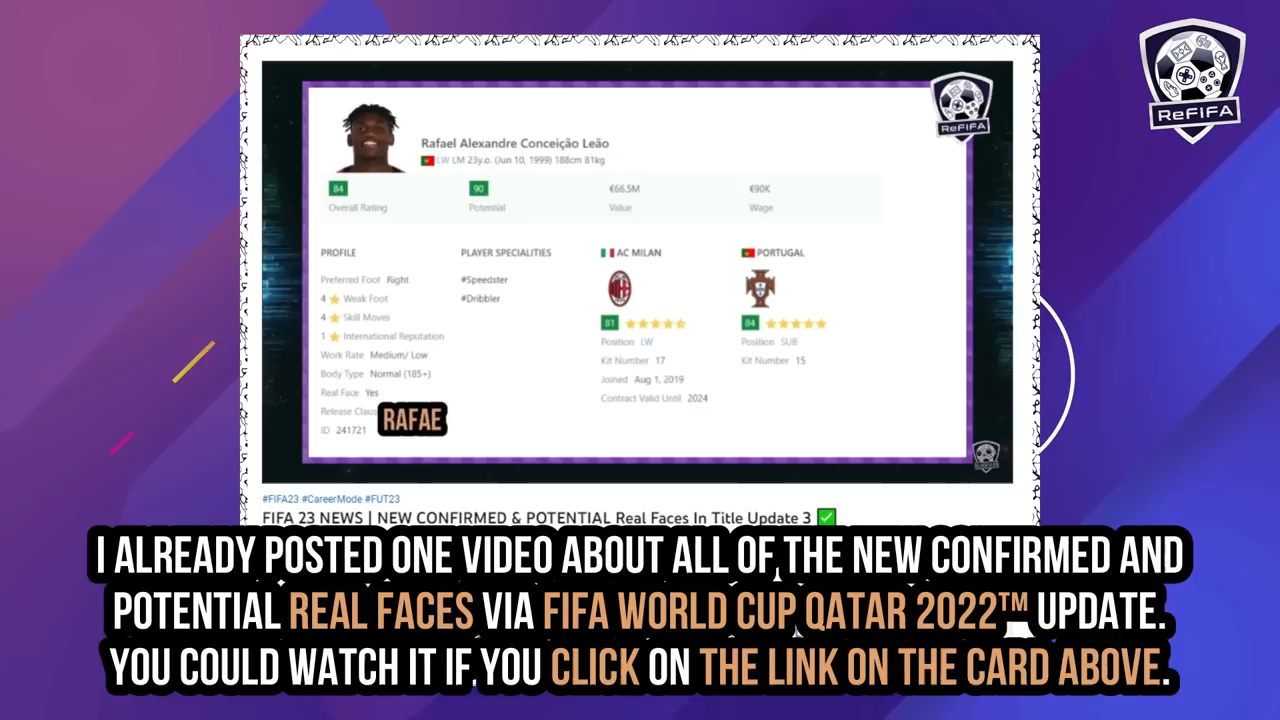 ReFIFA
ReFIFA
Rafael Alexandre Conceição Leão
LW LM 23y.o. (Jun 10, 1999) 188cm 81kg
84 90 €66.5M €90K
Overall Rating Potential Value Wage
PROFILE
Preferred Foot Right
4 ★ Weak Foot
4 ★ Skill Moves
1 ★ International Reputation
Work Rate Medium/ Low
Body Type Normal (185+)
Real Face Yes
Release Claus
ID 241721
PLAYER SPECIALITIES
#Speedster
#Dribbler
AC MILAN
81 ★★★★★
Position LW
Kit Number 17
Joined Aug 1, 2019
Contract Valid Until 2024
PORTUGAL
84 ★★★★★
Position SUB
Kit Number 15
RAFAE
#FIFA23 #CareerMode #FUT23
FIFA 23 NEWS | NEW CONFIRMED & POTENTIAL Real Faces In Title Update 3 ✅
I ALREADY POSTED ONE VIDEO ABOUT ALL OF THE NEW CONFIRMED AND
POTENTIAL REAL FACES VIA FIFA WORLD CUP QATAR 2022™ UPDATE.
YOU COULD WATCH IT IF YOU CLICK ON THE LINK ON THE CARD ABOVE.